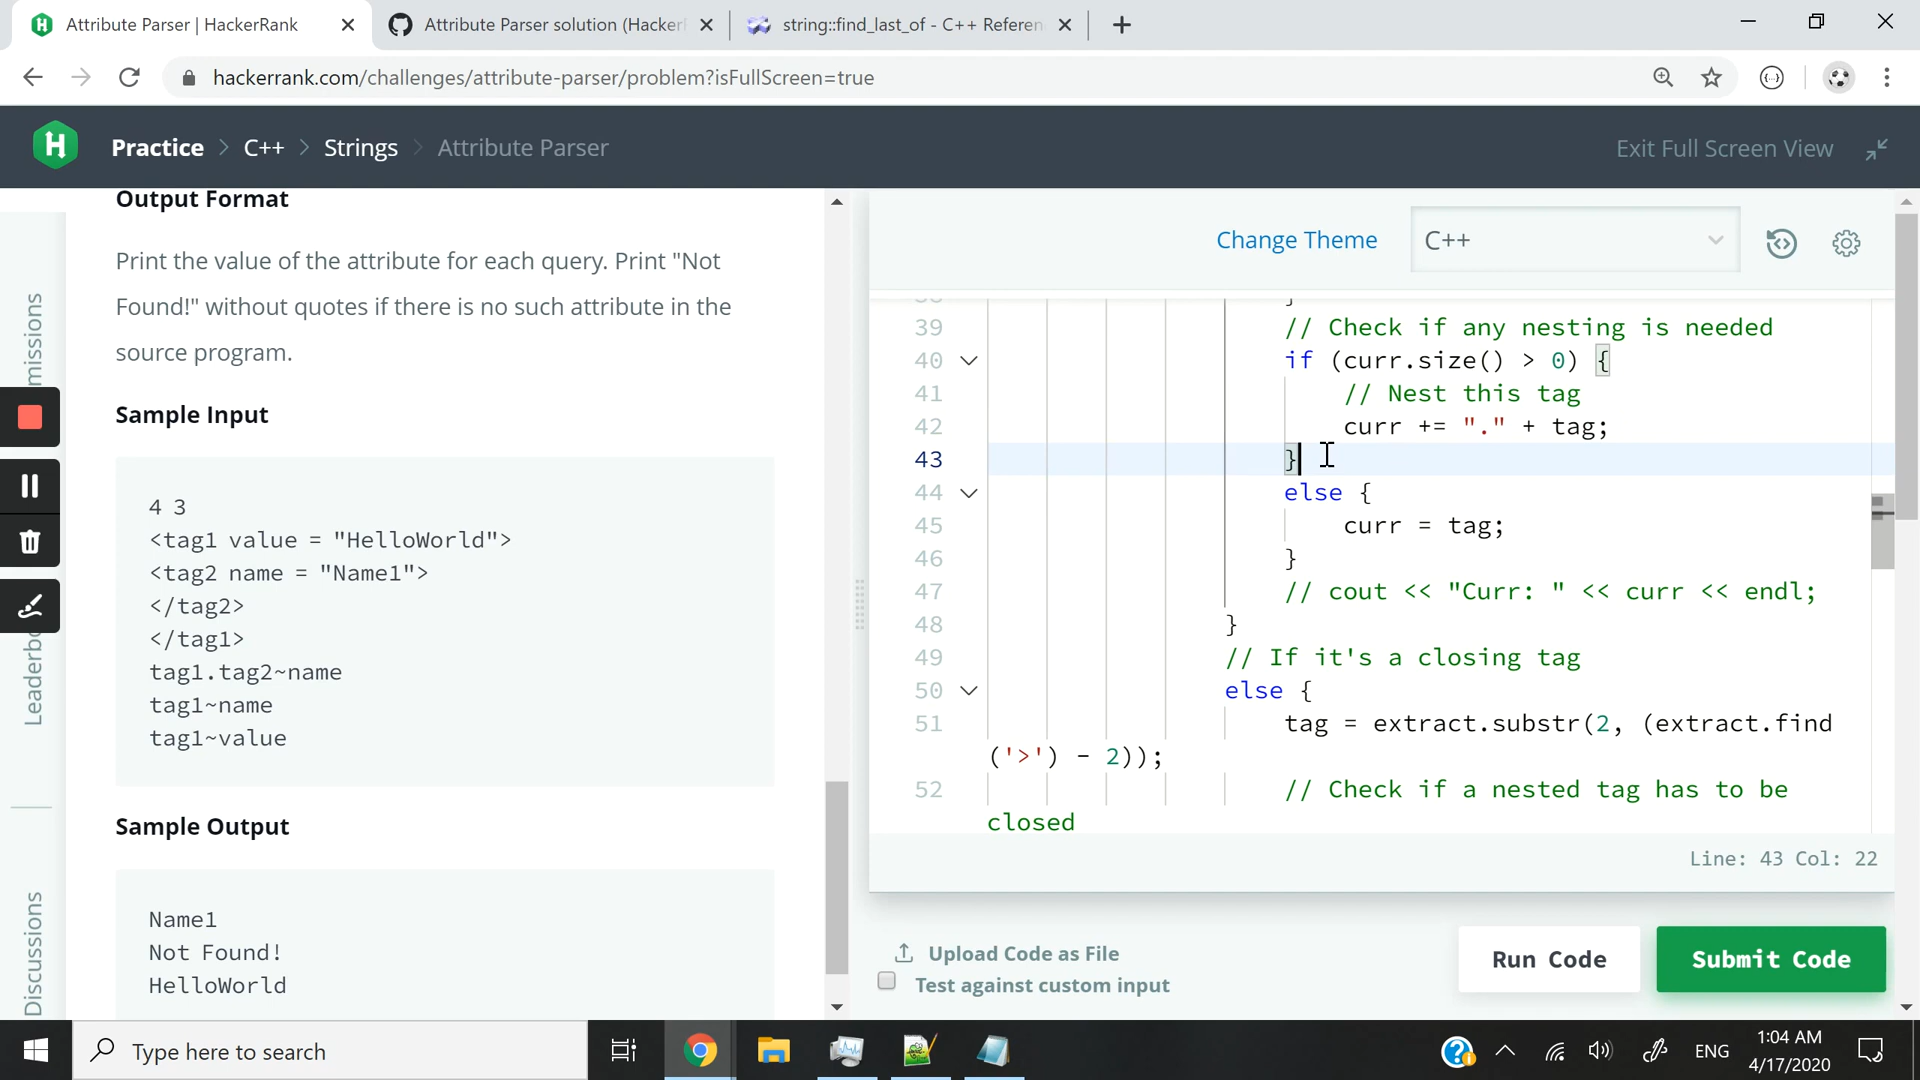 Attribute Parser | HackerRank
Attribute Parser solution (Hacker
string::find_last_of - C++ Referen
hackerrank.com/challenges/attribute-parser/problem?isFullScreen=true
Practice
C++
Strings
Attribute Parser
Exit Full Screen View
Output Format
Print the value of the attribute for each query. Print "Not
Found!" without quotes if there is no such attribute in the
source program.
Sample Input
4 3
<tag1 value = "HelloWorld">
<tag2 name = "Name1">
</tag2>
</tag1>
tag1.tag2~name
tag1~name
tag1~value
Sample Output
Name1
Not Found!
HelloWorld
missions
Leaderbo
Discussions
Change Theme
C++
38 }
39 // Check if any nesting is needed
40 if (curr.size() > 0) {
41 // Nest this tag
42 curr += "." + tag;
43 }
44 else {
45 curr = tag;
46 }
47 // cout << "Curr: " << curr << endl;
48 }
49 // If it's a closing tag
50 else {
51 tag = extract.substr(2, (extract.find
('>') - 2));
52 // Check if a nested tag has to be
closed
Line: 43 Col: 22
Upload Code as File
Test against custom input
Run Code
Submit Code
Type here to search
ENG
1:04 AM
4/17/2020